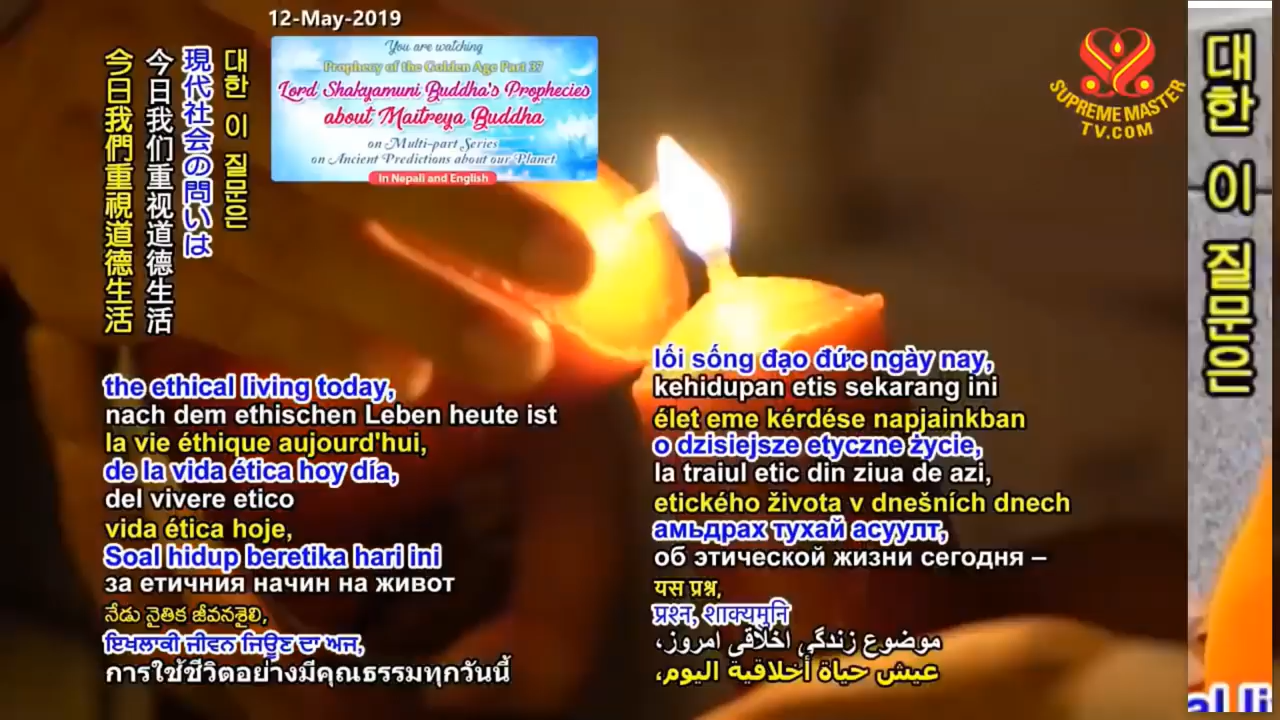 12-May-2019
You are watching
Prophecy of the Golden Age Part 37
Lord Shakyamuni Buddha's Prophecies
about Maitreya Buddha
on Multi-part Series
on Ancient Predictions about our Planet
In Nepali and English
SUPREME MASTER
TV.COM
대한 이 질문은
現代社会の問いは
今日我们重视道德生活
今日我們重視道德生活
the ethical living today,
nach dem ethischen Leben heute ist
la vie éthique aujourd'hui,
de la vida ética hoy día,
del vivere etico
vida ética hoje,
Soal hidup beretika hari ini
за етичния начин на живот
నేడు నైతిక జీవనశైలి,
ਇਖਲਾਕੀ ਜੀਵਨ ਜਿਊਣ ਦਾ ਅਜ,
การใช้ชีวิตอย่างมีคุณธรรมทุกวันนี้
lối sống đạo đức ngày nay,
kehidupan etis sekarang ini
élet eme kérdése napjainkban
o dzisiejsze etyczne życie,
la traiul etic din ziua de azi,
etického života v dnešních dnech
амьдрах тухай асуулт,
об этической жизни сегодня –
यस प्रश्न,
प्रश्न, शाक्यमुनि
موضوع زندگی اخلاقی امروز،
عيش حياة أخلاقية اليوم،
대한 이 질문은
al li